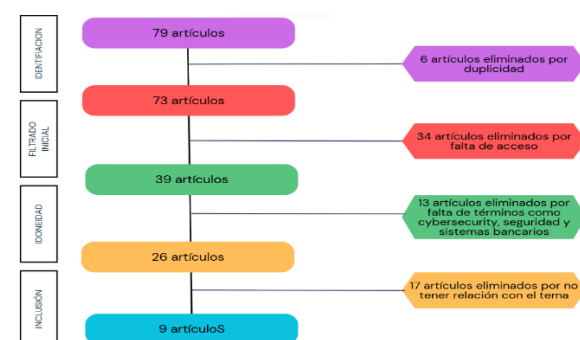 IDENTIFIACION
79 artículos
6 artículos eliminados por
duplicidad
73 artículos
FILTRADO
INICIAL
34 artículos eliminados por
falta de acceso
39 artículos
IDONEIDAD
13 artículos eliminados por
falta de términos como
cybersecurity, seguridad y
sistemas bancarios
26 artículos
INCLUSIÓN
17 artículos eliminados por no
tener relación con el tema
9 artículoS